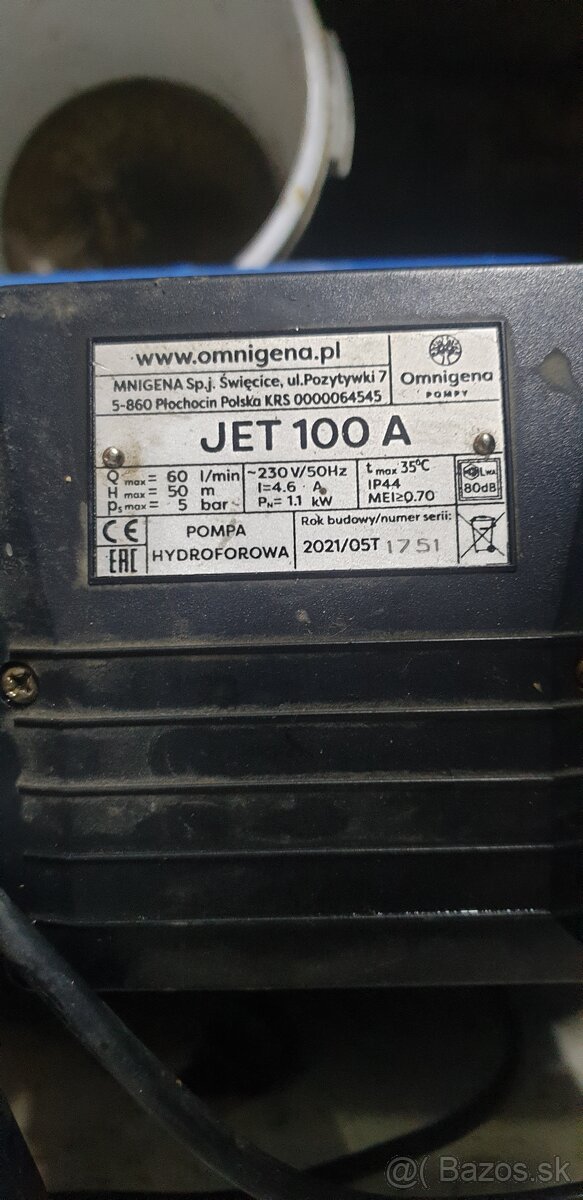 www.omnigena.pl
MNIGENA Sp.j. Święcice, ul.Pozytywki 7
5-860 Płochocin Polska KRS 0000064545
Omnigena
POMPY
JET 100 A
Q max = 60 l/min
H max = 50 m
ps max = 5 bar
~230 V/50Hz
I=4.6 A
PN= 1.1 kW
t max 35°C
IP44
MEI≥0.70
LWA
80dB
CE
EAC
POMPA
HYDROFOROWA
Rok budowy/numer serii:
2021/05T 1751
@( Bazos.sk